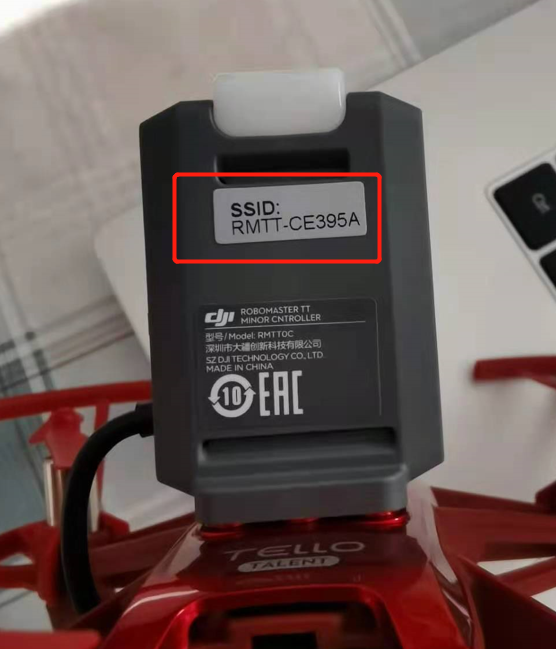 SSID:
RMTT-CE395A
dji ROBOMASTER TT
MINOR CNTROLLER
型号/Model: RMTT0C
深圳市大疆创新科技有限公司
SZ DJI TECHNOLOGY CO., LTD.
MADE IN CHINA
10 EAC
TELLO
TALENT